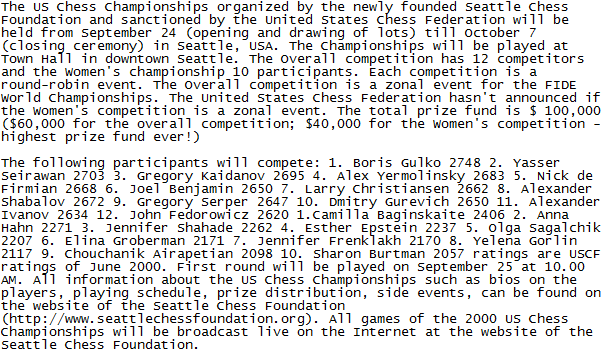 The US Chess Championships organized by the newly founded Seattle Chess
Foundation and sanctioned by the United States Chess Federation will be
held from September 24 (opening and drawing of lots) till October 7
(closing ceremony) in Seattle, USA. The Championships will be played at
Town Hall in downtown Seattle. The Overall competition has 12 competitors
and the Women's championship 10 participants. Each competition is a
round-robin event. The Overall competition is a zonal event for the FIDE
World Championships. The United States Chess Federation hasn't announced if
the Women's competition is a zonal event. The total prize fund is $ 100,000
($60,000 for the overall competition; $40,000 for the Women's competition -
highest prize fund ever!)

The following participants will compete: 1. Boris Gulko 2748 2. Yasser
Seirawan 2703 3. Gregory Kaidanov 2695 4. Alex Yermolinsky 2683 5. Nick de
Firmian 2668 6. Joel Benjamin 2650 7. Larry Christiansen 2662 8. Alexander
Shabalov 2672 9. Gregory Serper 2647 10. Dmitry Gurevich 2650 11. Alexander
Ivanov 2634 12. John Fedorowicz 2620 1.Camilla Baginskaite 2406 2. Anna
Hahn 2271 3. Jennifer Shahade 2262 4. Esther Epstein 2237 5. Olga Sagalchik
2207 6. Elina Groberman 2171 7. Jennifer Frenklakh 2170 8. Yelena Gorlin
2117 9. Chouchanik Airapetian 2098 10. Sharon Burtman 2057 ratings are USCF
ratings of June 2000. First round will be played on September 25 at 10.00
AM. All information about the US Chess Championships such as bios on the
players, playing schedule, prize distribution, side events, can be found on
the website of the Seattle Chess Foundation
(http://www.seattlechessfoundation.org). All games of the 2000 US Chess
Championships will be broadcast live on the Internet at the website of the
Seattle Chess Foundation.